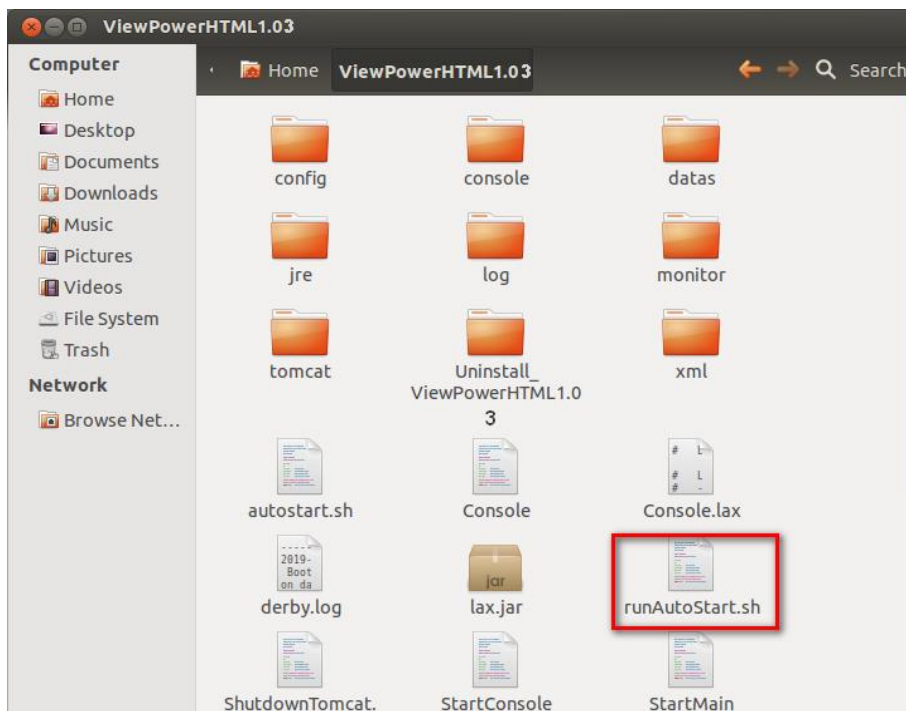 ViewPowerHTML1.03
Computer
Home
Desktop
Documents
Downloads
Music
Pictures
Videos
File System
Trash
Network
Browse Net...
Home ViewPowerHTML1.03 Search
config console datas
jre log monitor
tomcat Uninstall_ xml
ViewPowerHTML1.0
3
# L
# L
# -
autostart.sh Console Console.lax
2019-
Boot
on da
jar
derby.log lax.jar runAutoStart.sh
ShutdownTomcat. StartConsole StartMain